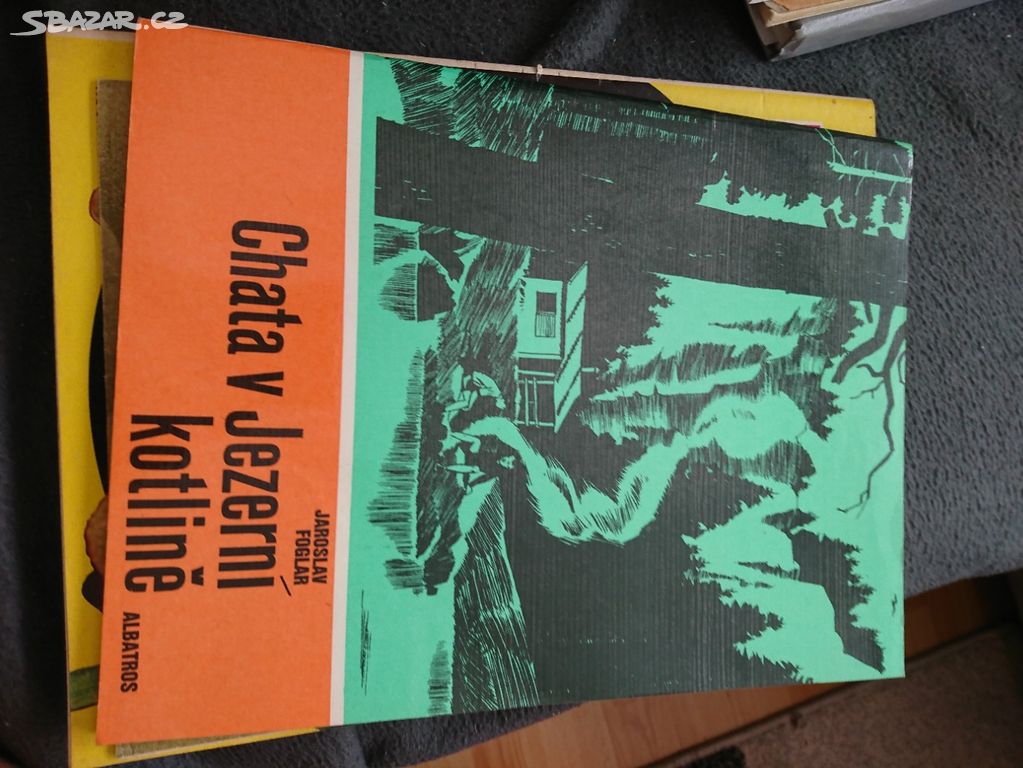 SBAZAR.CZ
Chata v Jezerní
kotlině
JAROSLAV
FOGLAR
ALBATROS